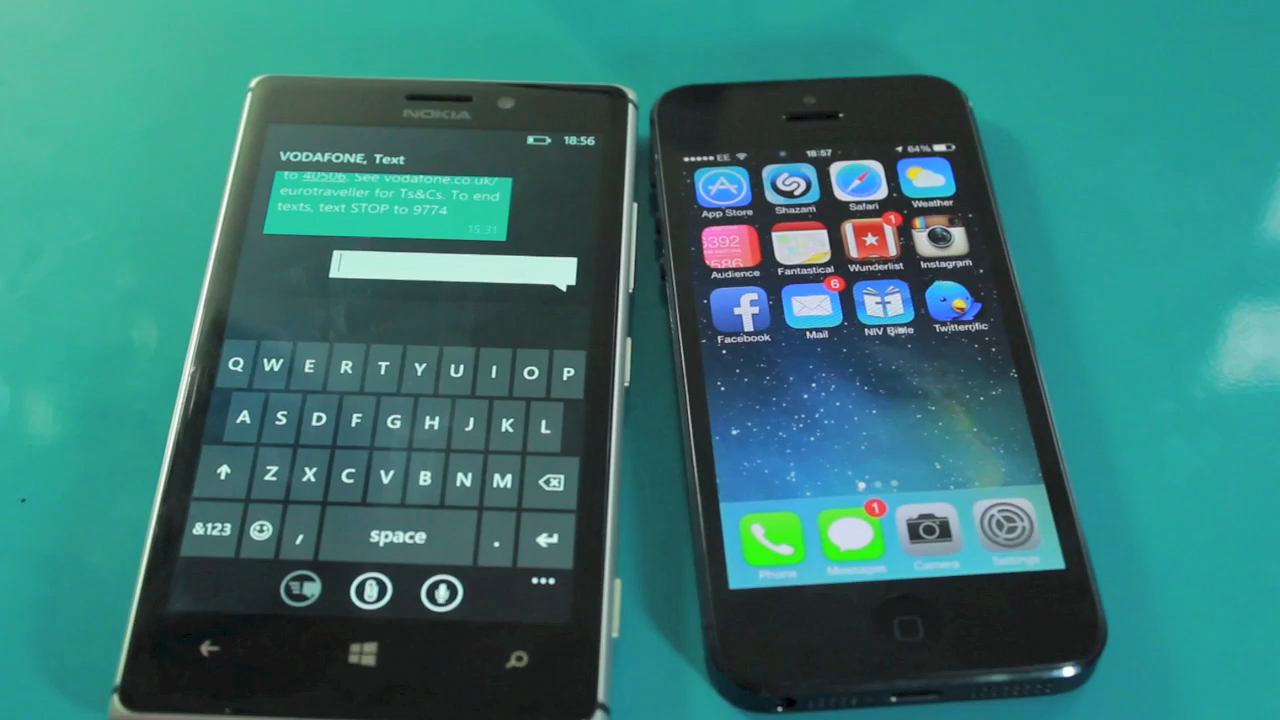 NOKIA
18:56
VODAFONE, Text
to 40506. See vodafone.co.uk/
eurotraveller for Ts&Cs. To end
texts, text STOP to 9774
15:31
Q W E R T Y U I O P
A S D F G H J K L
Z X C V B N M
&123 , space .
EE 18:57 64%
App Store Shazam Safari Weather
5392
5586
1
Audience Fantastical Wunderlist Instagram
6
Facebook Mail NIV Bible Twitterrific
1
Phone Messages Camera Settings